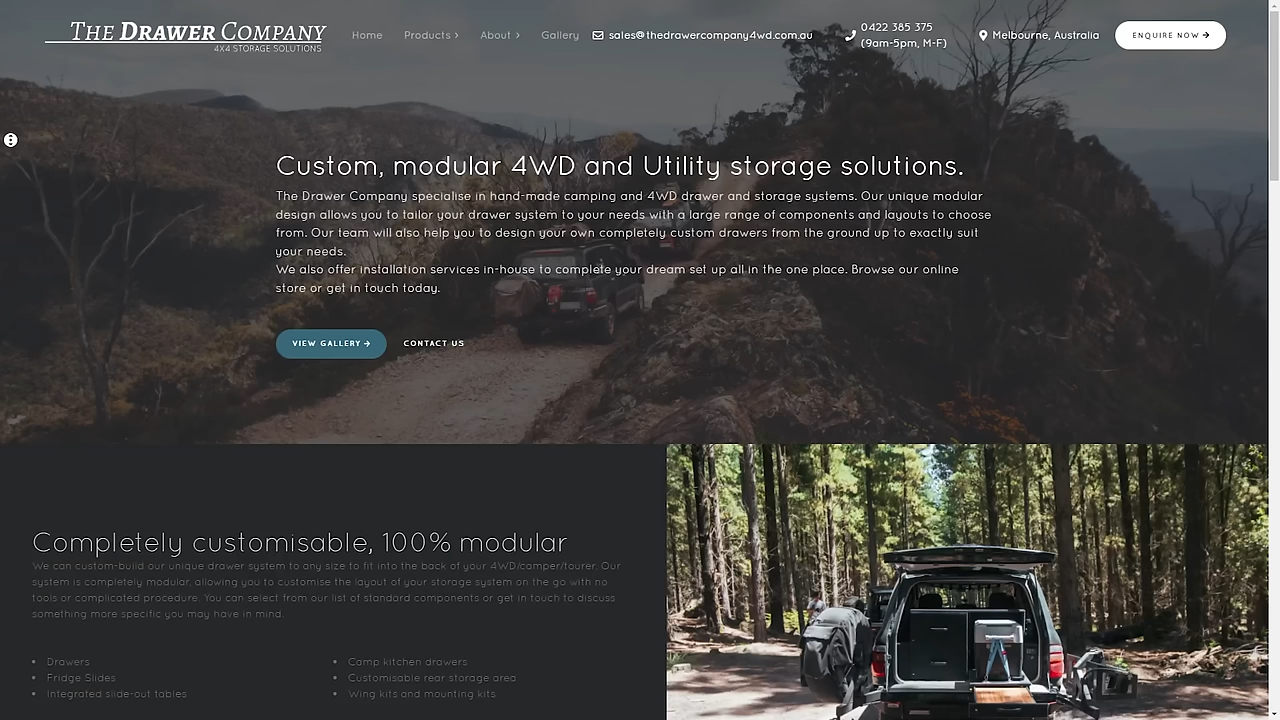 THE DRAWER COMPANY
4X4 STORAGE SOLUTIONS
Home
Products
About
Gallery
sales@thedrawercompany4wd.com.au
0422 385 375
(9am-5pm, M-F)
Melbourne, Australia
ENQUIRE NOW
Custom, modular 4WD and Utility storage solutions.
The Drawer Company specialise in hand-made camping and 4WD drawer and storage systems. Our unique modular
design allows you to tailor your drawer system to your needs with a large range of components and layouts to choose
from. Our team will also help you to design your own completely custom drawers from the ground up to exactly suit
your needs.
We also offer installation services in-house to complete your dream set up all in the one place. Browse our online
store or get in touch today.
VIEW GALLERY
CONTACT US
Completely customisable, 100% modular
We can custom-build our unique drawer system to any size to fit into the back of your 4WD/camper/tourer. Our
system is completely modular, allowing you to customise the layout of your storage system on the go with no
tools or complicated procedure. You can select from our list of standard components or get in touch to discuss
something more specific you may have in mind.
Drawers
Fridge Slides
Integrated slide-out tables
Camp kitchen drawers
Customisable rear storage area
Wing kits and mounting kits